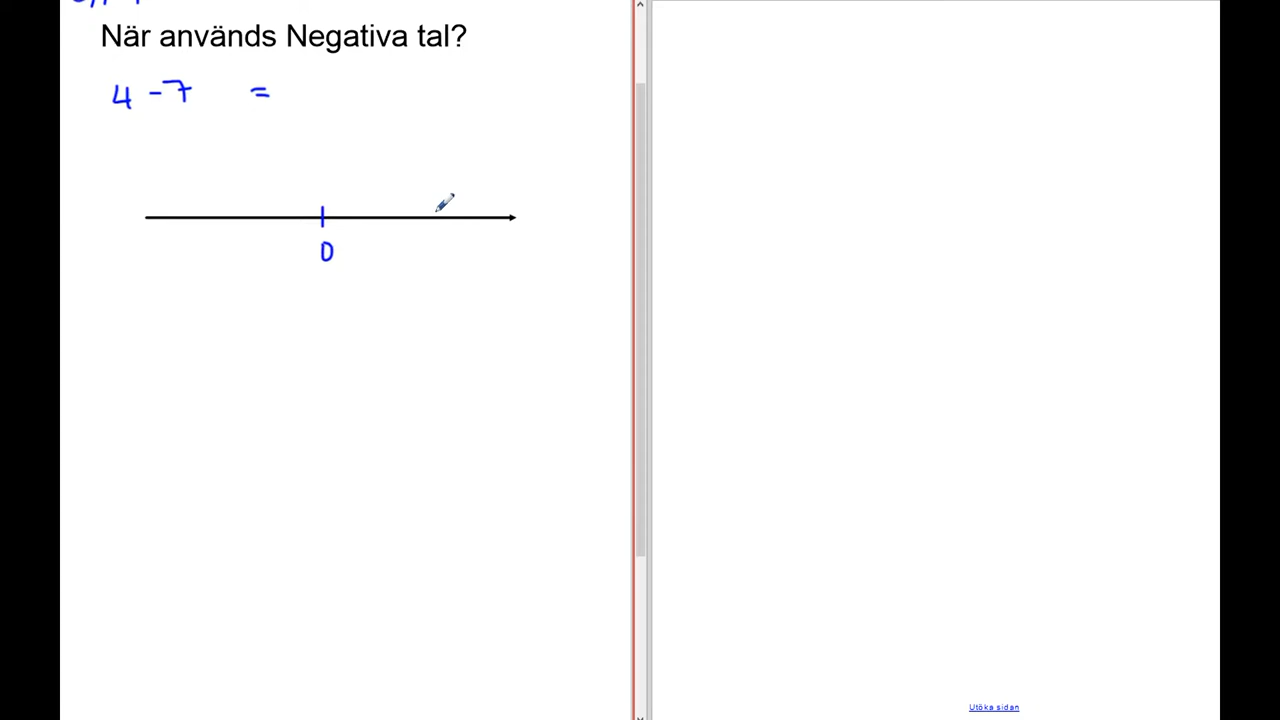 När används Negativa tal?
4 - 7 =
0
Utöka sidan